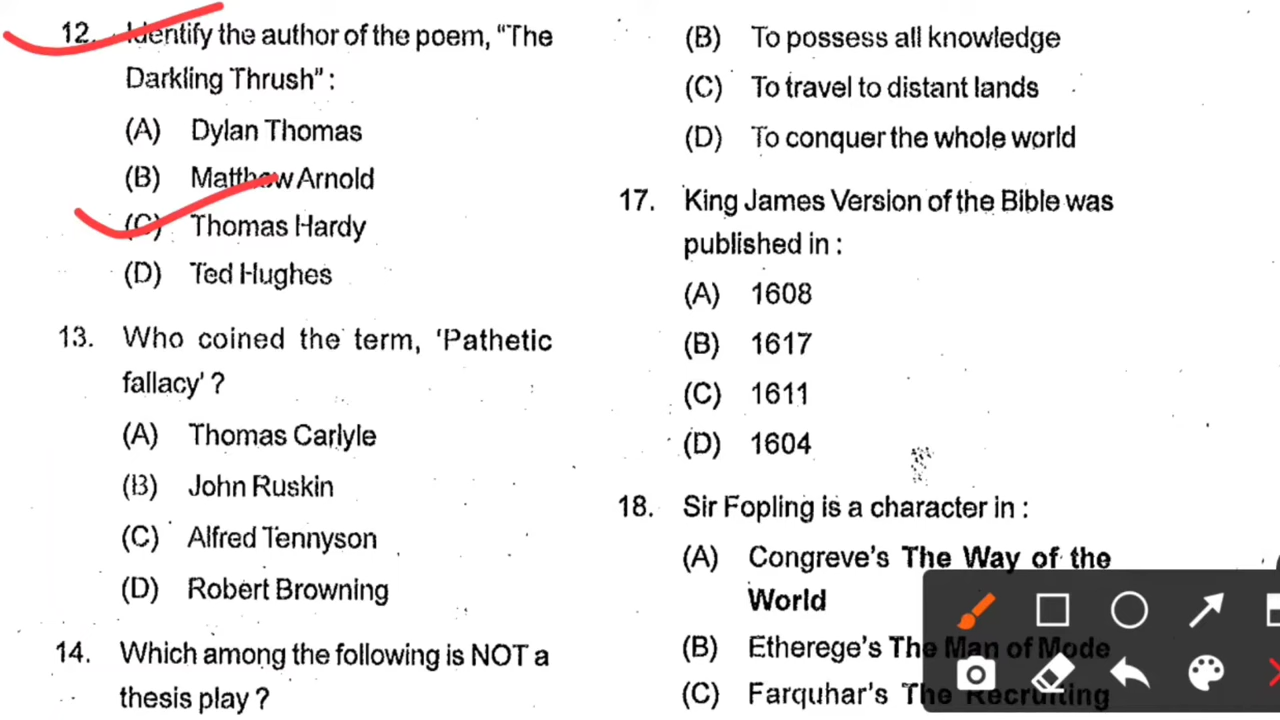 12. Identify the author of the poem, “The
Darkling Thrush” :
(A) Dylan Thomas
(B) Matthew Arnold
(C) Thomas Hardy
(D) Ted Hughes
13. Who coined the term, ‘Pathetic
fallacy’ ?
(A) Thomas Carlyle
(B) John Ruskin
(C) Alfred Tennyson
(D) Robert Browning
14. Which among the following is NOT a
thesis play ?
(B) To possess all knowledge
(C) To travel to distant lands
(D) To conquer the whole world
17. King James Version of the Bible was
published in :
(A) 1608
(B) 1617
(C) 1611
(D) 1604
18. Sir Fopling is a character in :
(A) Congreve’s The Way of the
World
(B) Etherege’s The Man of Mode
(C) Farquhar’s The Recruiting